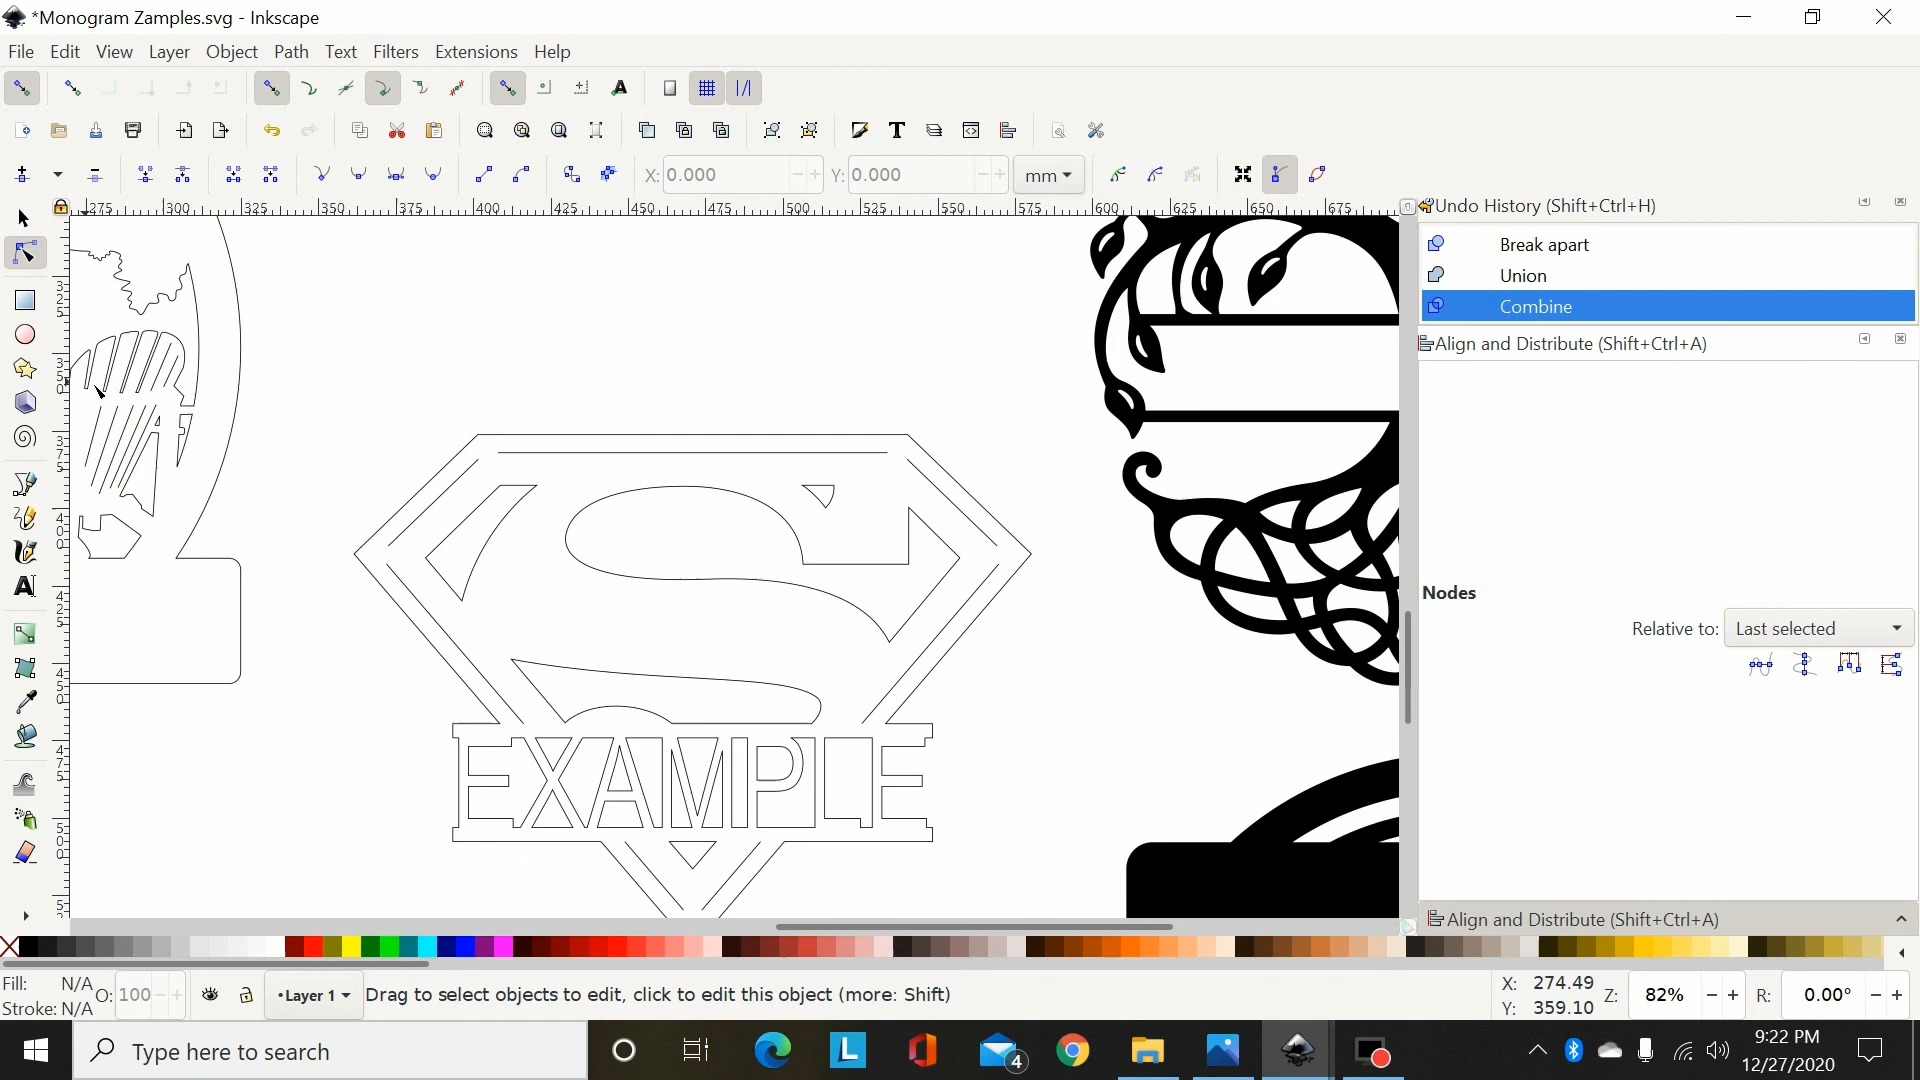 *Monogram Zamples.svg - Inkscape
File Edit View Layer Object Path Text Filters Extensions Help
X: 0.000 Y: 0.000 mm
275 300 325 350 375 400 425 450 475 500 525 550 575 600 625 650 675
Undo History (Shift+Ctrl+H)
Break apart
Union
Combine
Align and Distribute (Shift+Ctrl+A)
Nodes
Relative to: Last selected
EXAMPLE
Align and Distribute (Shift+Ctrl+A)
Fill: N/A
Stroke: N/A
O: 100
•Layer 1
Drag to select objects to edit, click to edit this object (more: Shift)
X: 274.49
Y: 359.10
Z: 82%
R: 0.00°
Type here to search
4
9:22 PM
12/27/2020